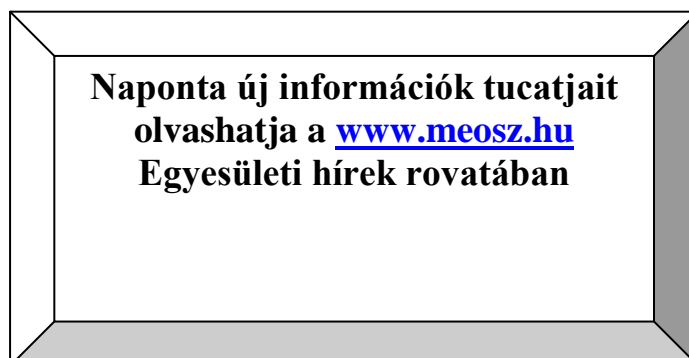 Naponta új információk tucatjait
olvashatja a www.meosz.hu
Egyesületi hírek rovatában